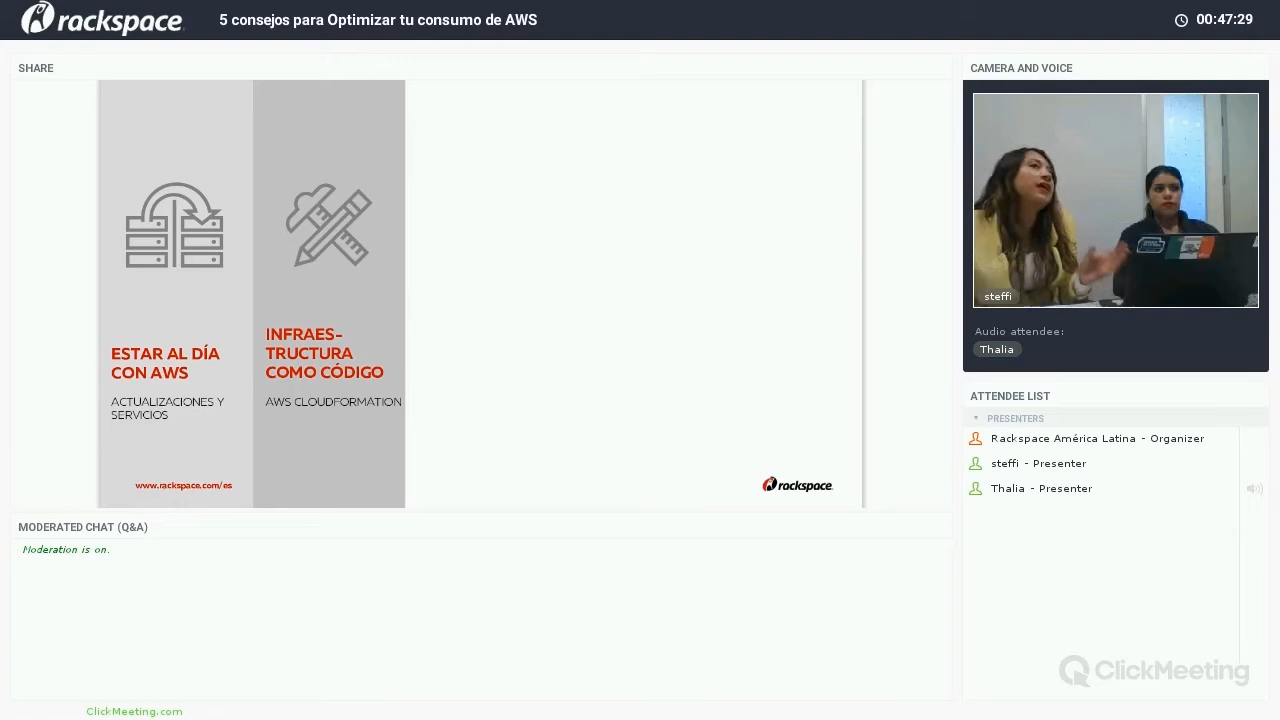 rackspace
5 consejos para Optimizar tu consumo de AWS
00:47:29
SHARE
ESTAR AL DÍA
CON AWS
ACTUALIZACIONES Y
SERVICIOS
www.rackspace.com/es
INFRAES-
TRUCTURA
COMO CÓDIGO
AWS CLOUDFORMATION
rackspace
MODERATED CHAT (Q&A)
Moderation is on.
CAMERA AND VOICE
steffi
Audio attendee:
Thalia
ATTENDEE LIST
PRESENTERS
Rackspace América Latina - Organizer
steffi - Presenter
Thalia - Presenter
ClickMeeting
ClickMeeting.com